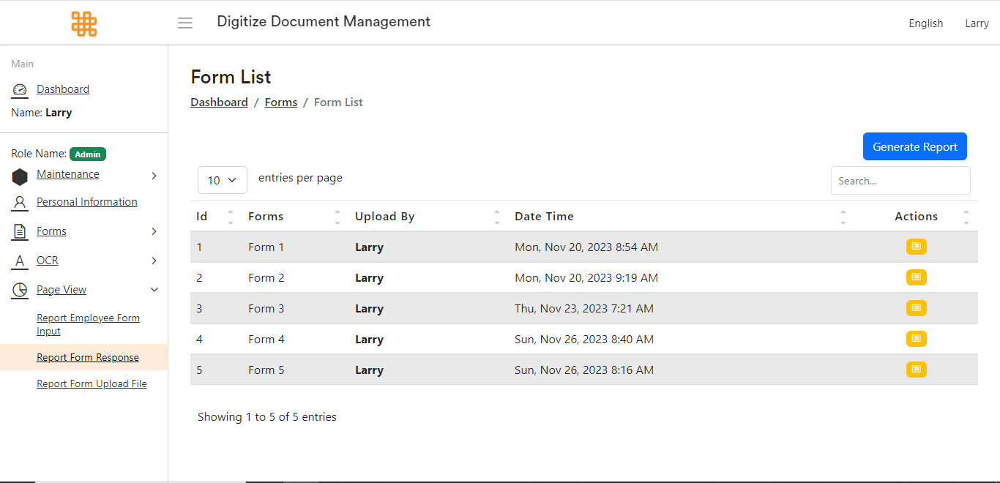 Digitize Document Management
English
Larry
Main
Dashboard
Name: Larry
Role Name: Admin
Maintenance
Personal Information
Forms
OCR
Page View
Report Employee Form
Input
Report Form Response
Report Form Upload File
Form List
Dashboard / Forms / Form List
Generate Report
10 entries per page
Search...
Id Forms Upload By Date Time Actions
1 Form 1 Larry Mon, Nov 20, 2023 8:54 AM
2 Form 2 Larry Mon, Nov 20, 2023 9:19 AM
3 Form 3 Larry Thu, Nov 23, 2023 7:21 AM
4 Form 4 Larry Sun, Nov 26, 2023 8:40 AM
5 Form 5 Larry Sun, Nov 26, 2023 8:16 AM
Showing 1 to 5 of 5 entries